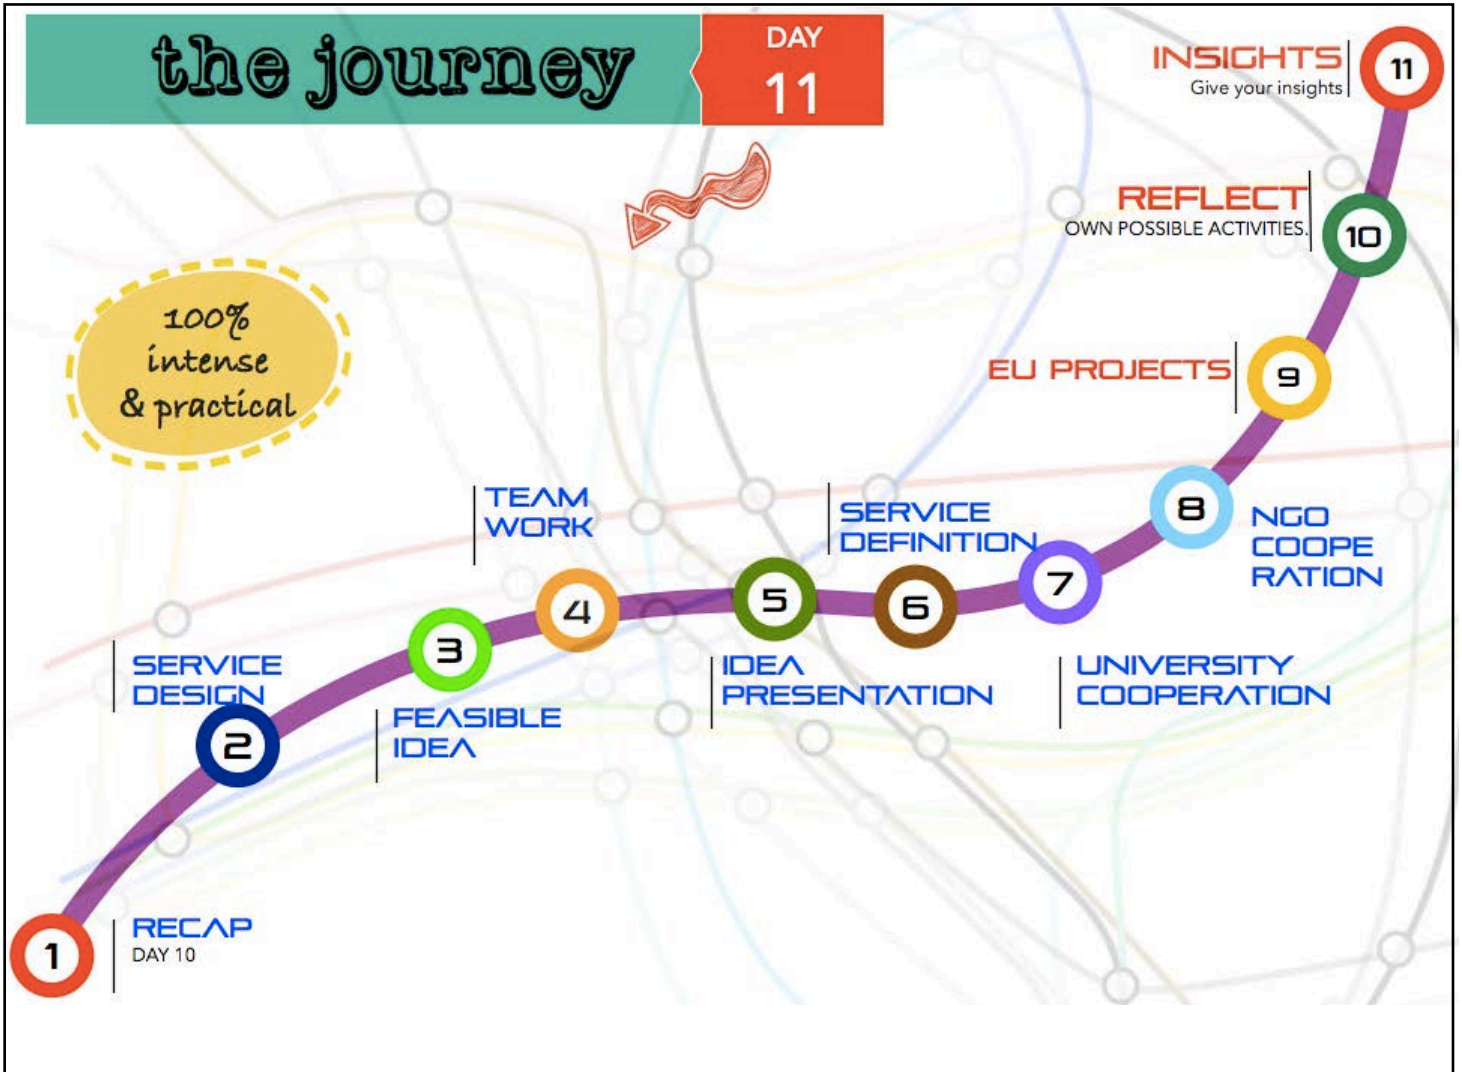 the journey
DAY
11
100%
intense
& practical
1
RECAP
DAY 10
2
SERVICE
DESIGN
3
FEASIBLE
IDEA
4
TEAM
WORK
5
IDEA
PRESENTATION
6
SERVICE
DEFINITION
7
UNIVERSITY
COOPERATION
8
NGO
COOPE
RATION
9
EU PROJECTS
10
REFLECT
OWN POSSIBLE ACTIVITIES.
11
INSIGHTS
Give your insights